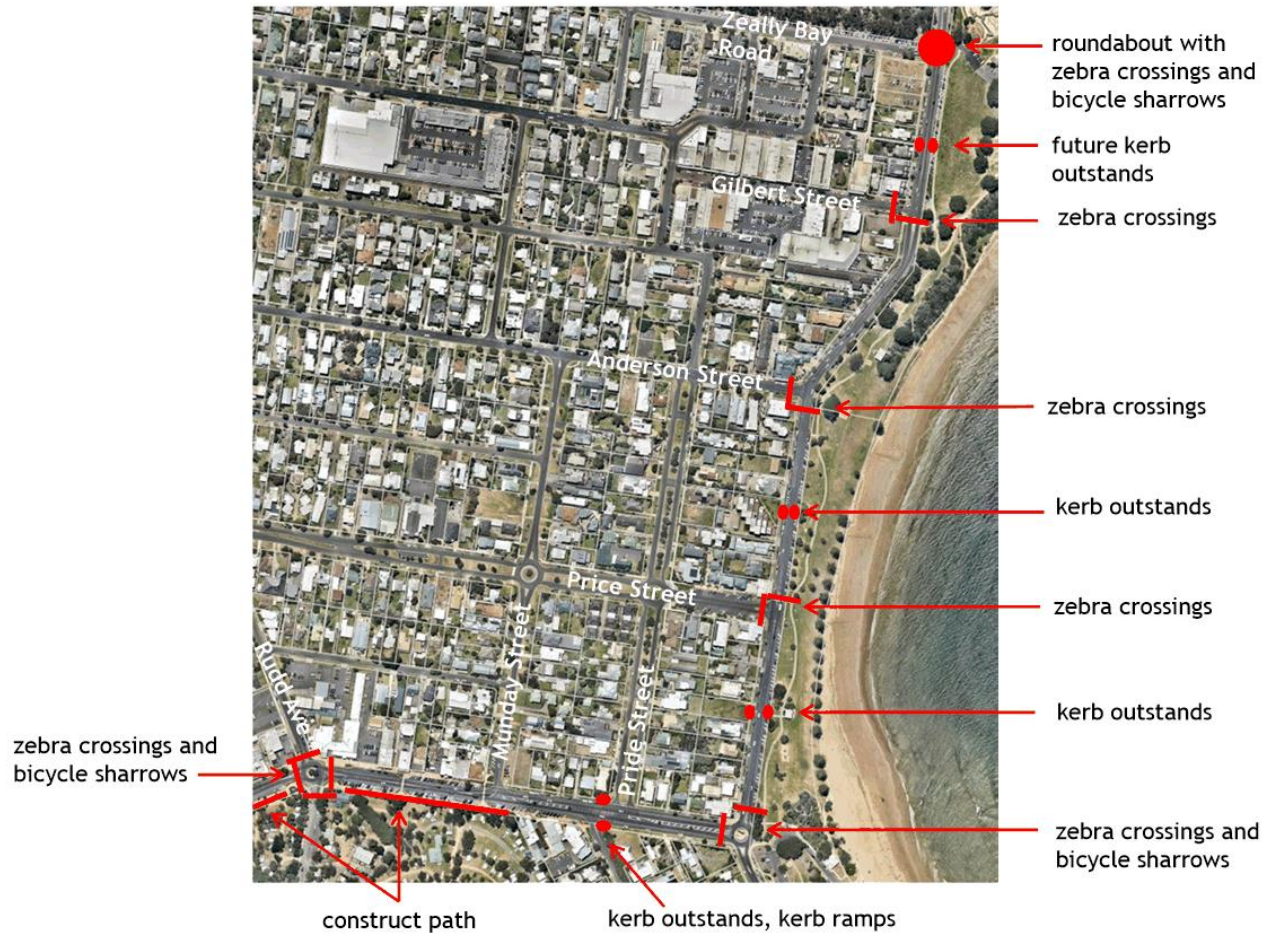 Zeally Bay
Road
roundabout with
zebra crossings and
bicycle sharrows
future kerb
outstands
Gilbert Street
zebra crossings
Anderson Street
zebra crossings
kerb outstands
Price Street
zebra crossings
Rudd Ave
Munday Street
Pride Street
kerb outstands
zebra crossings and
bicycle sharrows
zebra crossings and
bicycle sharrows
construct path
kerb outstands, kerb ramps